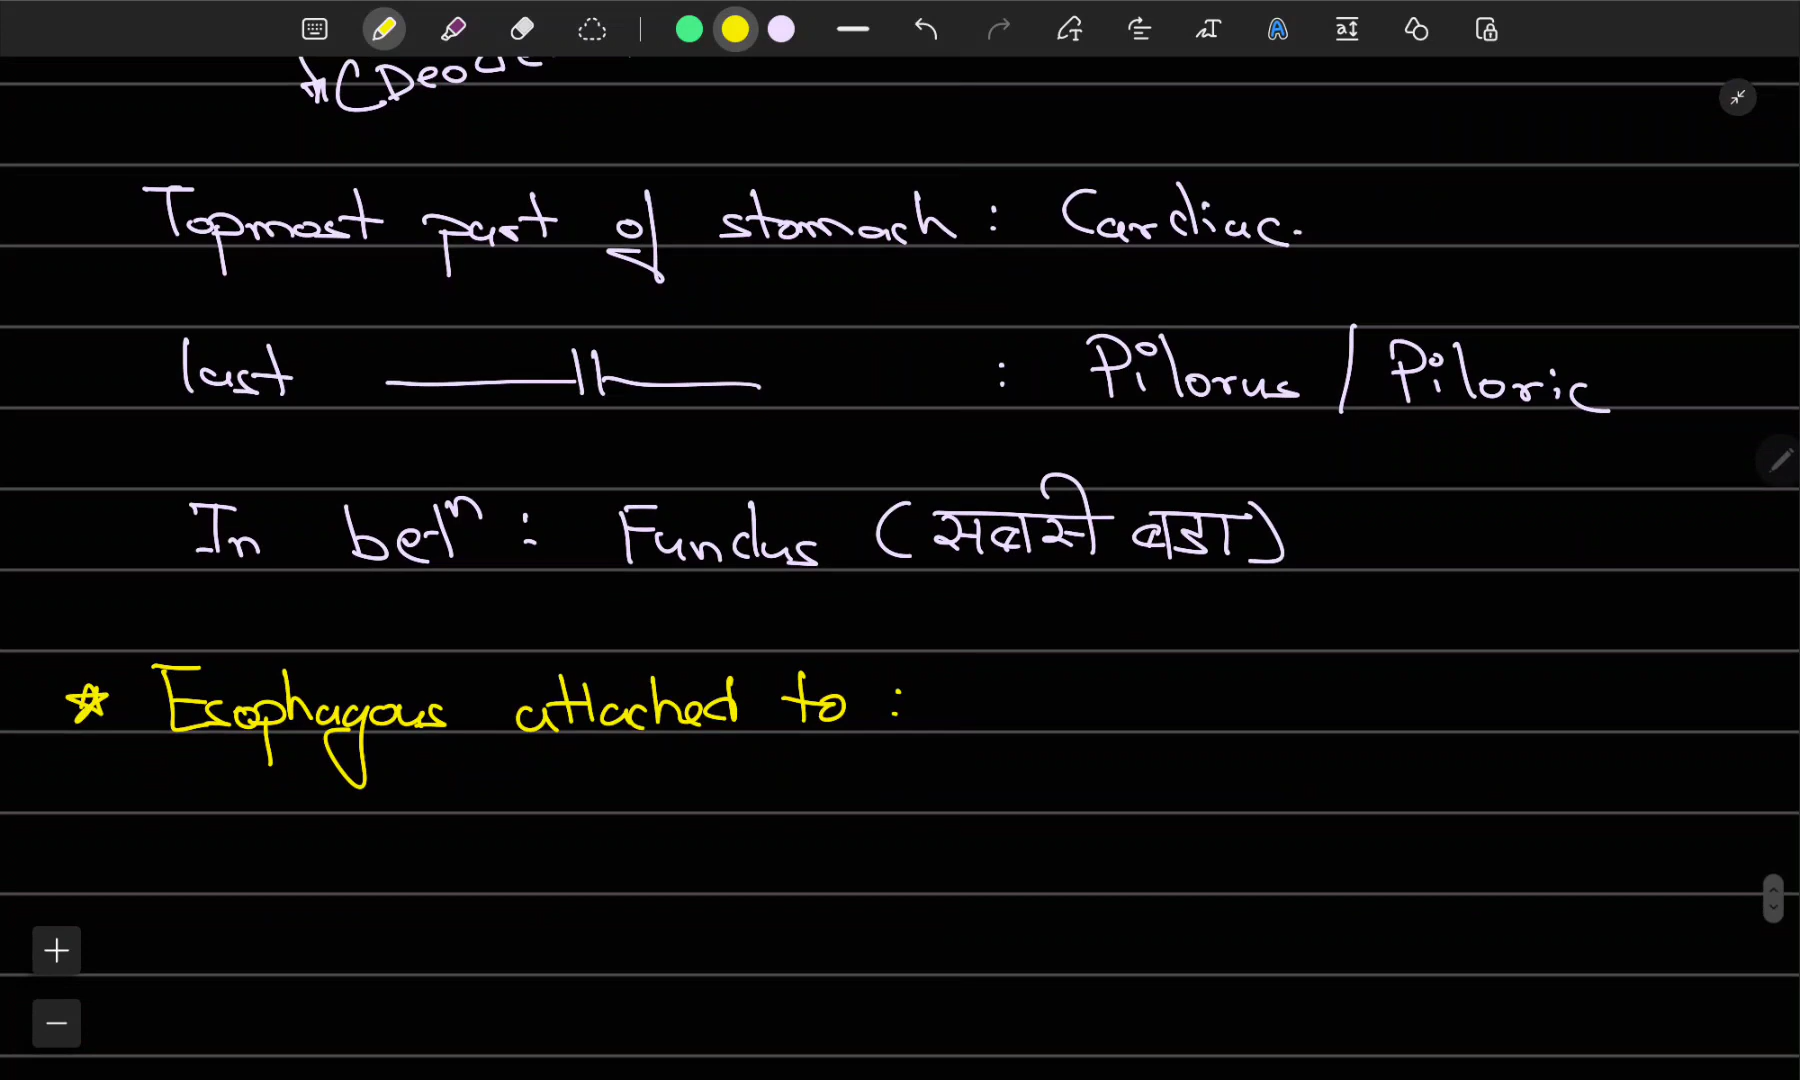 Topmost part of stomach : Cardiac.
last —〃— : Pilorus / Piloric
In betⁿ : Fundus (सबसे बडा)
☆ Esophagous attached to :